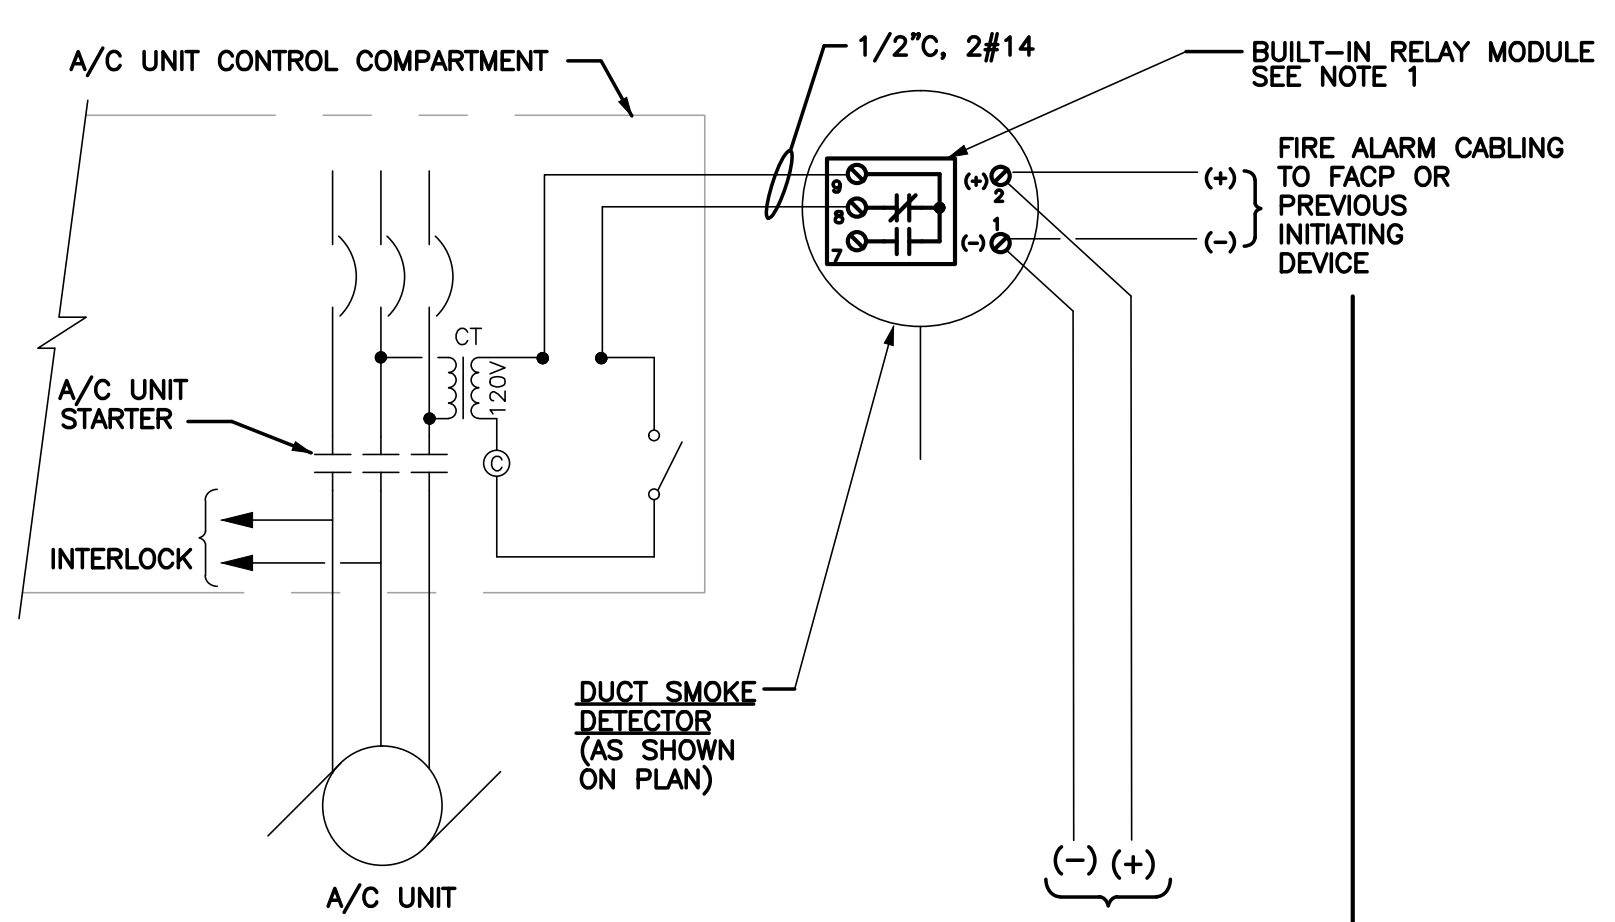 A/C UNIT CONTROL COMPARTMENT
1/2"C, 2#14
BUILT-IN RELAY MODULE
SEE NOTE 1
FIRE ALARM CABLING
TO FACP OR
PREVIOUS
INITIATING
DEVICE
9
8
7
(+)
2
1
(-)
(+)
(-)
CT
120V
C
A/C UNIT
STARTER
INTERLOCK
DUCT SMOKE
DETECTOR
(AS SHOWN
ON PLAN)
A/C UNIT
(-) (+)